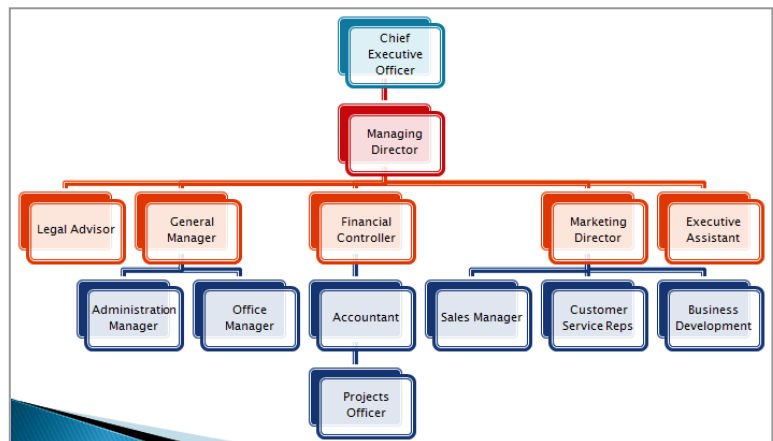 Chief
Executive
Officer
Managing
Director
Legal Advisor
General
Manager
Financial
Controller
Marketing
Director
Executive
Assistant
Administration
Manager
Office
Manager
Accountant
Sales Manager
Customer
Service Reps
Business
Development
Projects
Officer